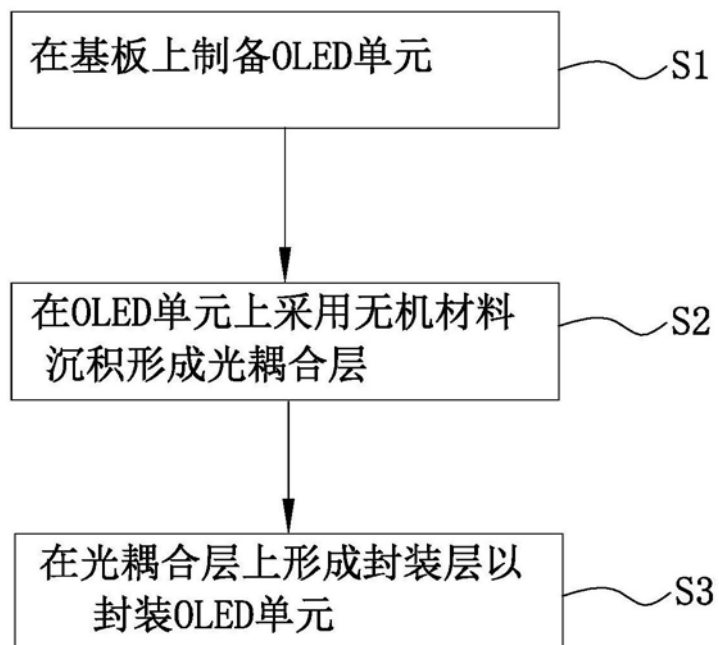 在基板上制备OLED单元
S1
在OLED单元上采用无机材料
沉积形成光耦合层
S2
在光耦合层上形成封装层以
封装OLED单元
S3